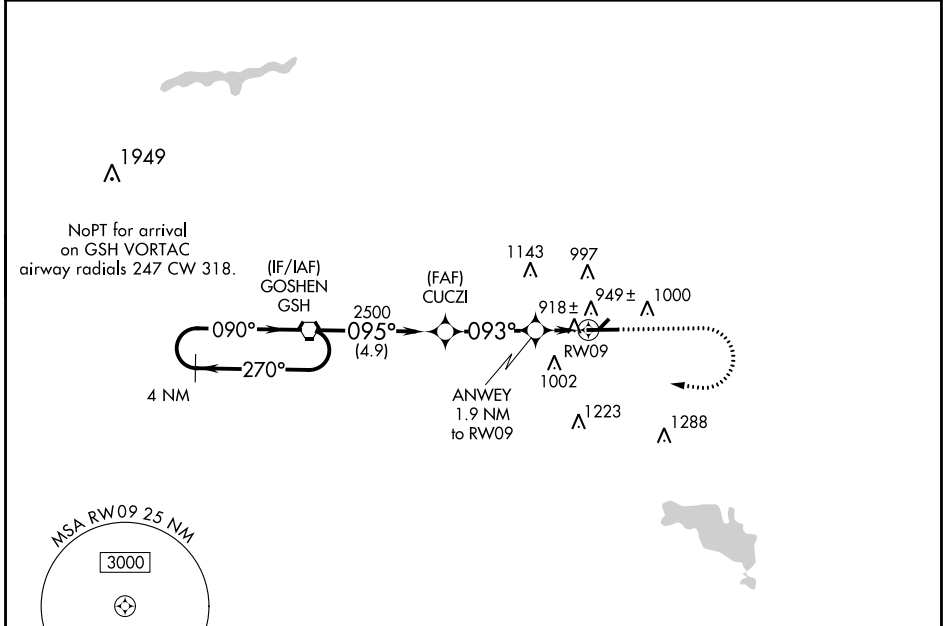 1949
NoPT for arrival
on GSH VORTAC
airway radials 247 CW 318.
(IF/IAF)
GOSHEN
GSH
090°
270°
4 NM
2500
095°
(4.9)
(FAF)
CUCZI
093°
1143
997
918±
949±
1000
RW09
1002
ANWEY
1.9 NM
to RW09
1223
1288
MSA RW09 25 NM
3000